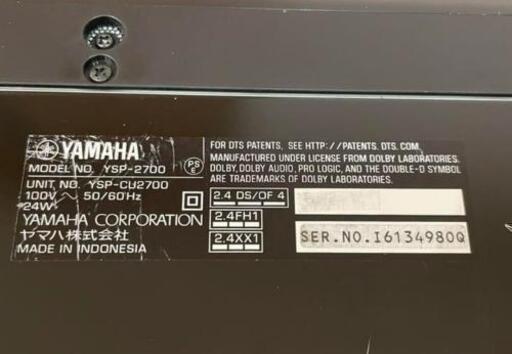 YAMAHA
MODEL NO. YSP-2700
UNIT NO. YSP-CU2700
100V ~ 50/60Hz
24W
YAMAHA CORPORATION
ヤマハ株式会社
MADE IN INDONESIA
PS
E
FOR DTS PATENTS, SEE HTTP://PATENTS.DTS.COM.
MANUFACTURED UNDER LICENSE FROM DOLBY LABORATORIES.
DOLBY, DOLBY AUDIO, PRO LOGIC, AND THE DOUBLE-D SYMBOL
ARE TRADEMARKS OF DOLBY LABORATORIES.
2.4 DS/OF 4
2.4FH1
2.4XX1
SER.NO.I6134980Q